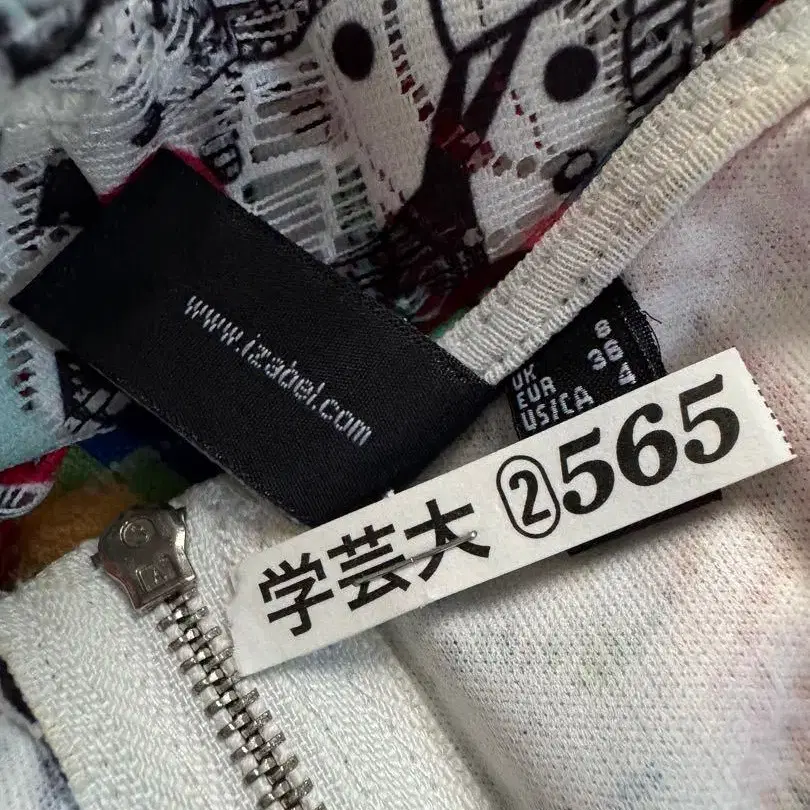 www.izabel.com
UK 8
EUR 36
US/CA 4
学芸大 ②565